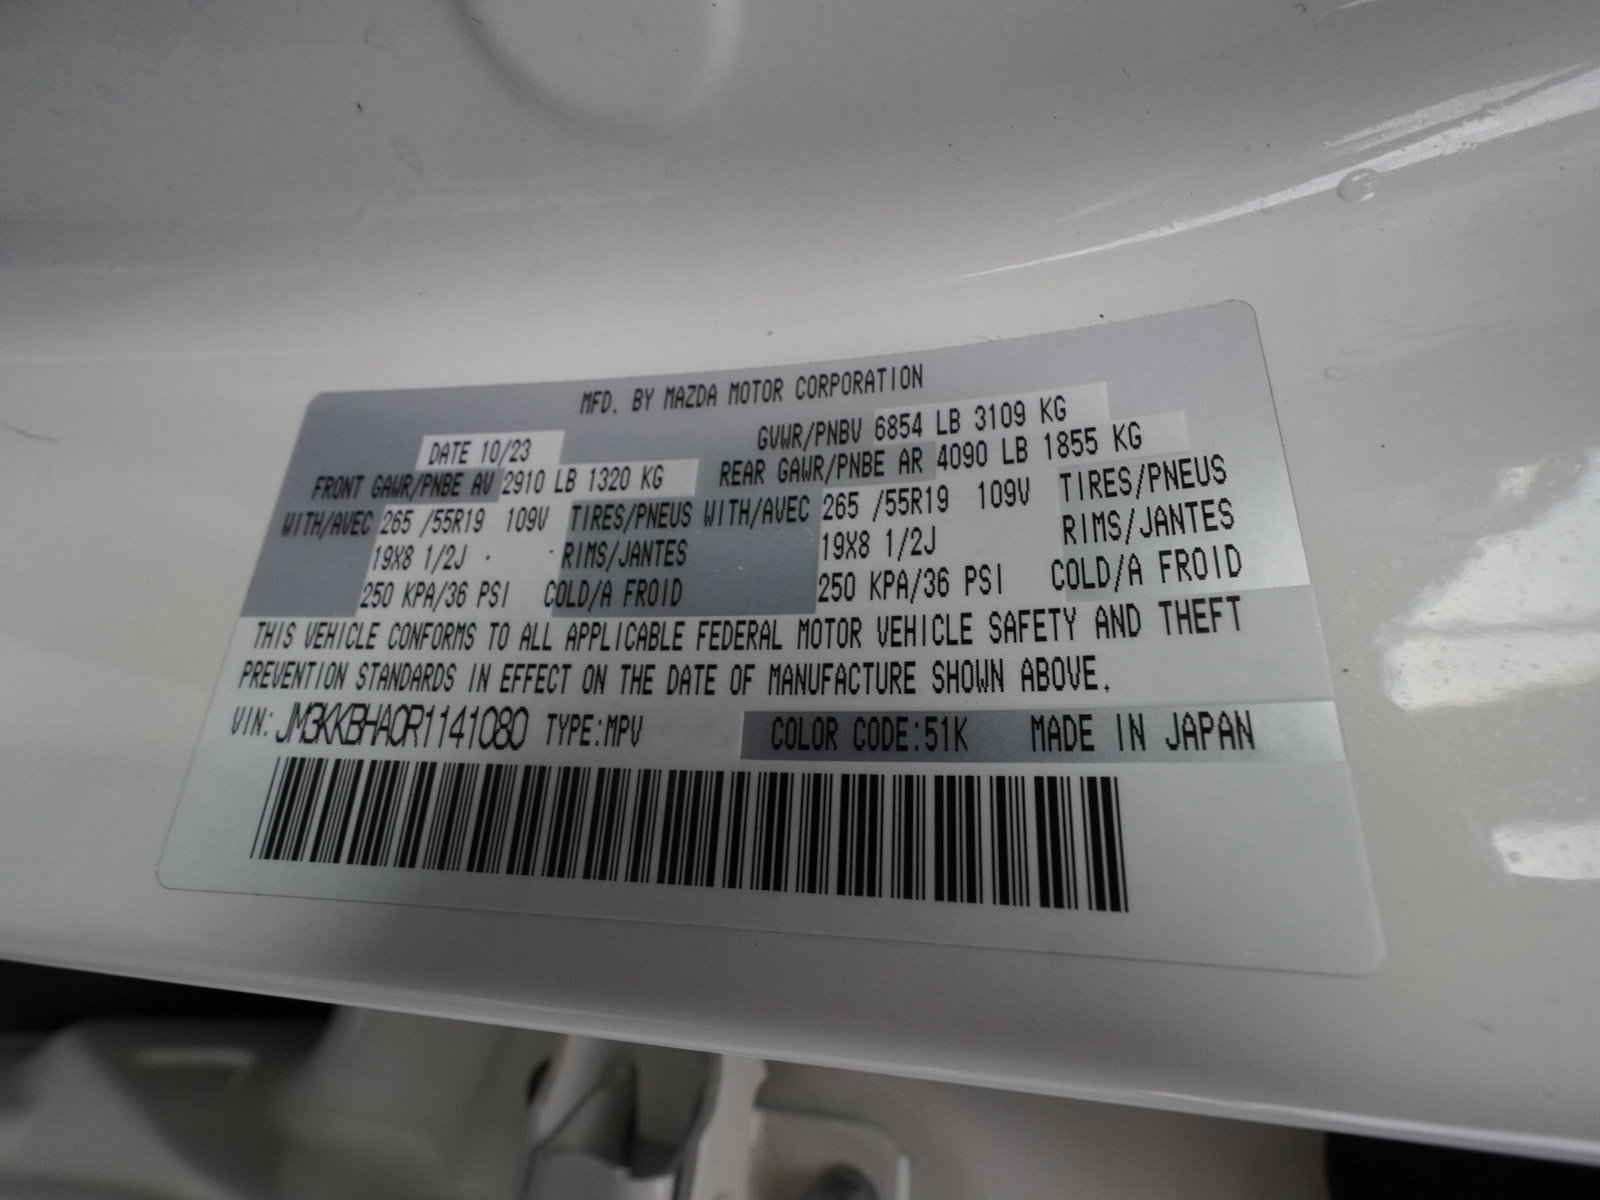 MFD. BY MAZDA MOTOR CORPORATION
DATE 10/23 GVWR/PNBV 6854 LB 3109 KG
FRONT GAWR/PNBE AV 2910 LB 1320 KG REAR GAWR/PNBE AR 4090 LB 1855 KG
WITH/AVEC 265 /55R19 109V TIRES/PNEUS WITH/AVEC 265 /55R19 109V TIRES/PNEUS
19X8 1/2J RIMS/JANTES 19X8 1/2J RIMS/JANTES
250 KPA/36 PSI COLD/A FROID 250 KPA/36 PSI COLD/A FROID
THIS VEHICLE CONFORMS TO ALL APPLICABLE FEDERAL MOTOR VEHICLE SAFETY AND THEFT
PREVENTION STANDARDS IN EFFECT ON THE DATE OF MANUFACTURE SHOWN ABOVE.
VIN: JM3KKBHA0R1141080 TYPE:MPV COLOR CODE:51K MADE IN JAPAN